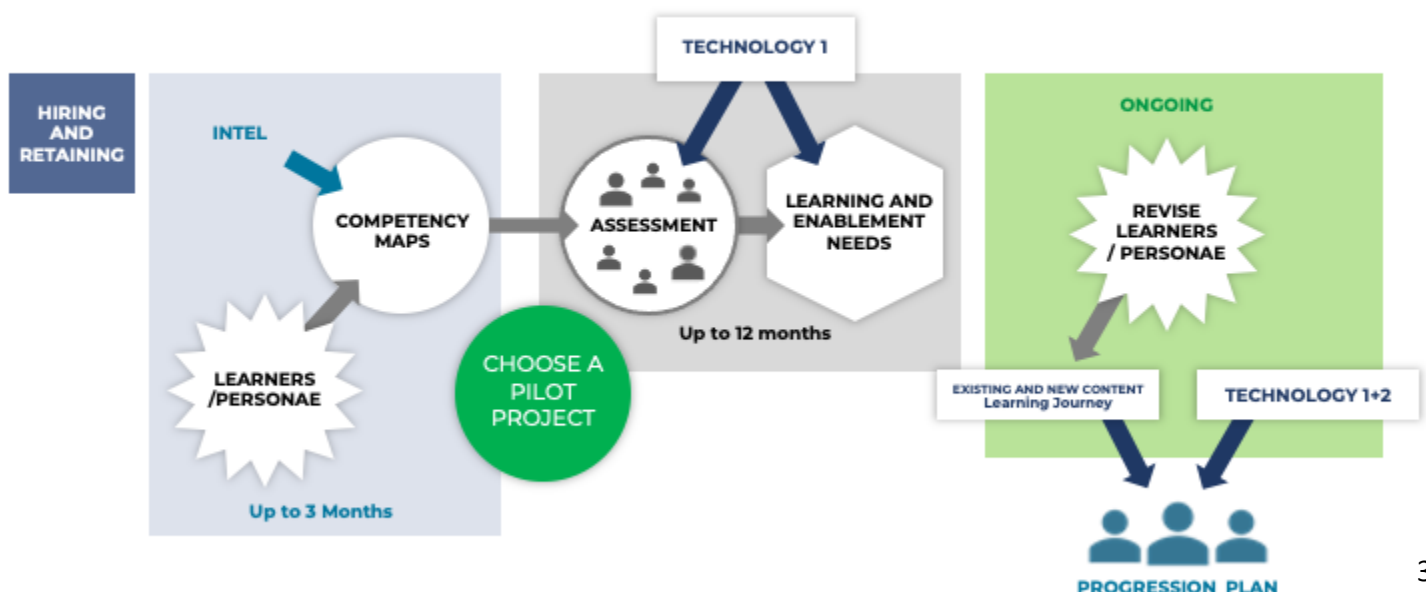 HIRING
AND
RETAINING
INTEL
COMPETENCY
MAPS
LEARNERS
/PERSONAE
Up to 3 Months
CHOOSE A
PILOT
PROJECT
TECHNOLOGY 1
ASSESSMENT
LEARNING AND
ENABLEMENT
NEEDS
Up to 12 months
ONGOING
REVISE
LEARNERS
/ PERSONAE
EXISTING AND NEW CONTENT
Learning Journey
TECHNOLOGY 1+2
PROGRESSION PLAN
3